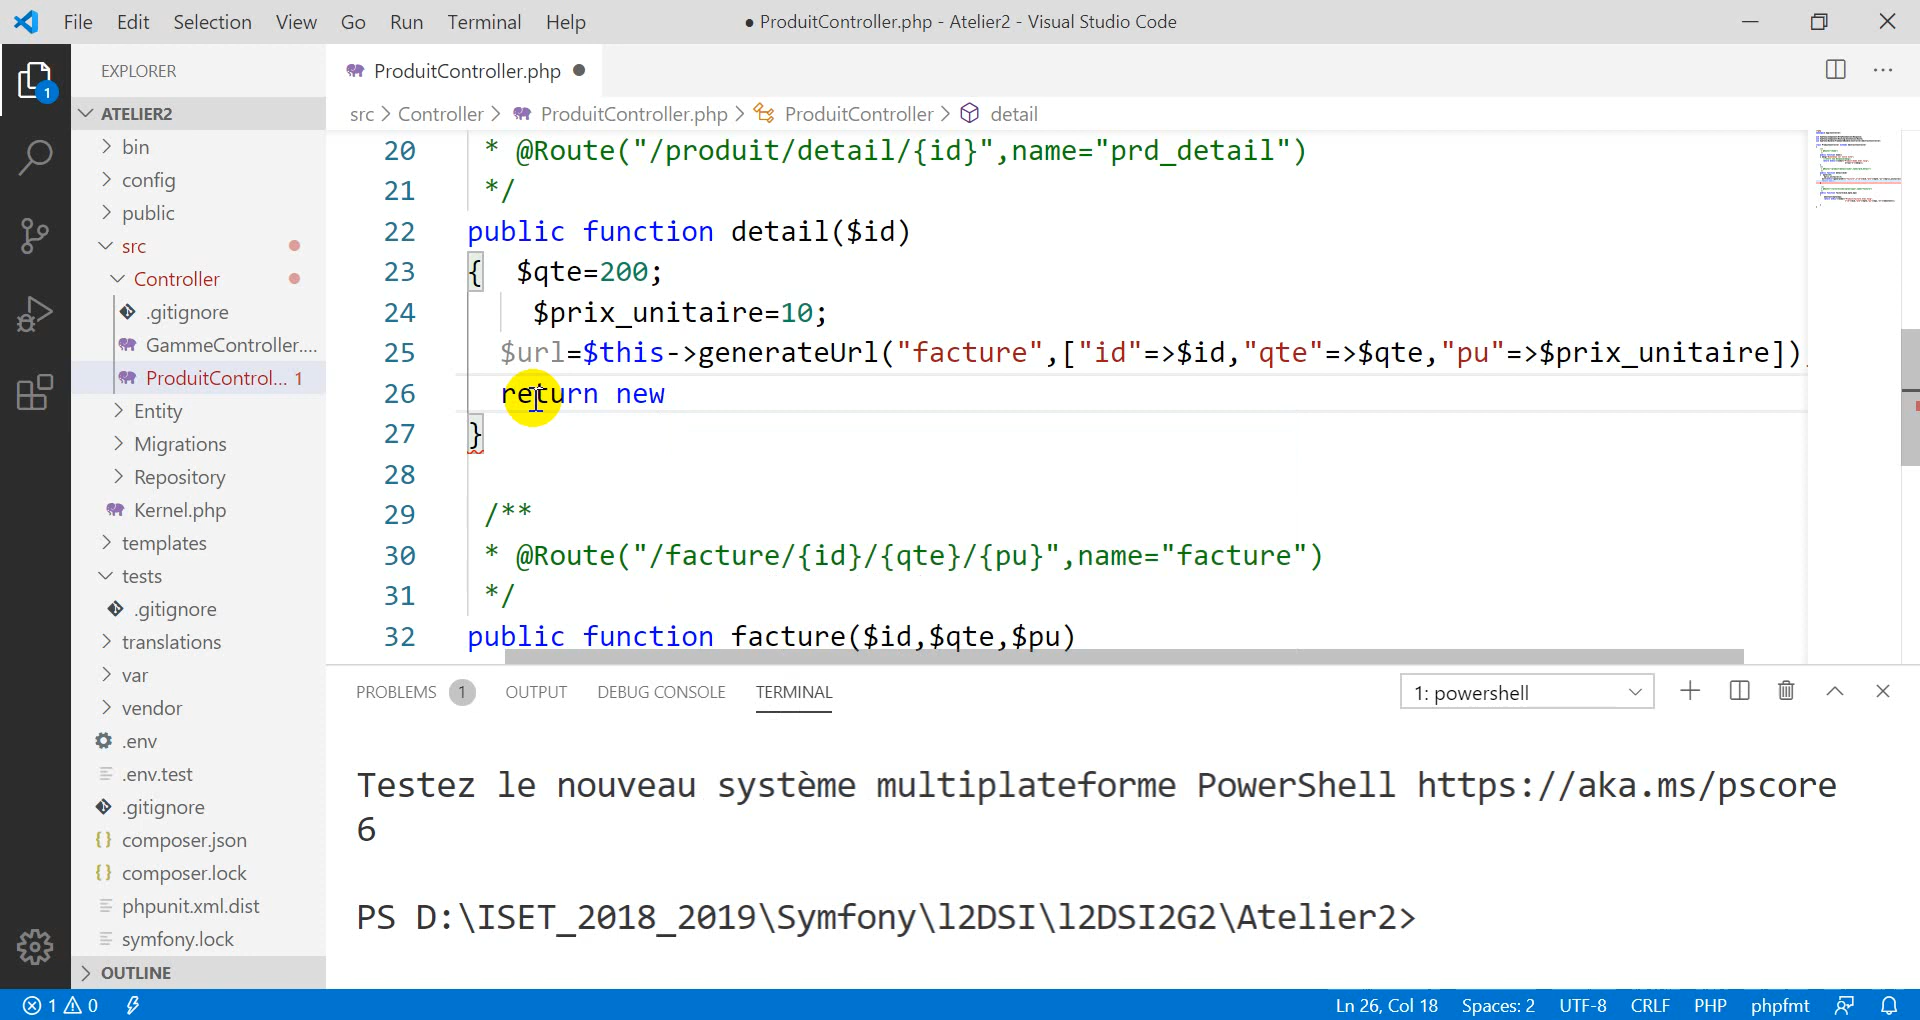 File Edit Selection View Go Run Terminal Help
● ProduitController.php - Atelier2 - Visual Studio Code
EXPLORER
ATELIER2
bin
config
public
src
Controller
.gitignore
GammeController....
ProduitControl... 1
Entity
Migrations
Repository
Kernel.php
templates
tests
.gitignore
translations
var
vendor
.env
.env.test
.gitignore
composer.json
composer.lock
phpunit.xml.dist
symfony.lock
OUTLINE
1
ProduitController.php ●
src > Controller > ProduitController.php > ProduitController > detail
20 * @Route("/produit/detail/{id}",name="prd_detail")
21 */
22 public function detail($id)
23 { $qte=200;
24 $prix_unitaire=10;
25 $url=$this->generateUrl("facture",["id"=>$id,"qte"=>$qte,"pu"=>$prix_unitaire])
26 return new
27 }
28
29 /**
30 * @Route("/facture/{id}/{qte}/{pu}",name="facture")
31 */
32 public function facture($id,$qte,$pu)
PROBLEMS 1 OUTPUT DEBUG CONSOLE TERMINAL
1: powershell
Testez le nouveau système multiplateforme PowerShell https://aka.ms/pscore
6
PS D:\ISET_2018_2019\Symfony\l2DSI\l2DSI2G2\Atelier2>
1 0
Ln 26, Col 18 Spaces: 2 UTF-8 CRLF PHP phpfmt